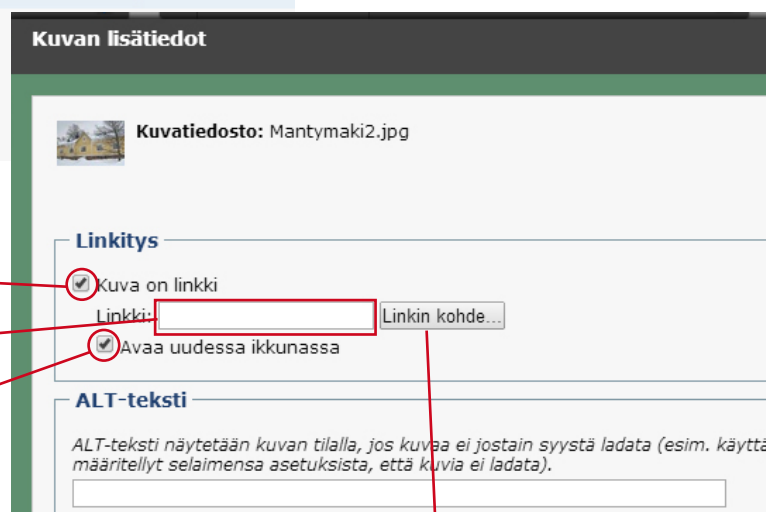 Kuvan lisätiedot
Kuvatiedosto: Mantymaki2.jpg
Linkitys
Kuva on linkki
Linkki: Linkin kohde...
Avaa uudessa ikkunassa
ALT-teksti
ALT-teksti näytetään kuvan tilalla, jos kuvaa ei jostain syystä ladata (esim. käyttä
määritellyt selaimensa asetuksista, että kuvia ei ladata).